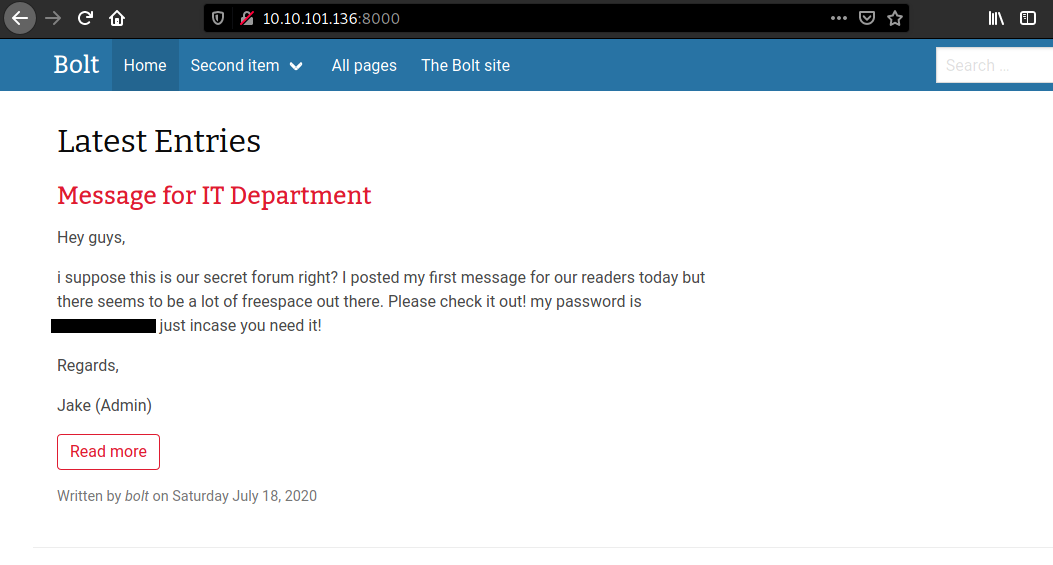 10.10.101.136:8000
Bolt Home Second item All pages The Bolt site Search ...
Latest Entries
Message for IT Department
Hey guys,
i suppose this is our secret forum right? I posted my first message for our readers today but
there seems to be a lot of freespace out there. Please check it out! my password is
just incase you need it!
Regards,
Jake (Admin)
Read more
Written by bolt on Saturday July 18, 2020